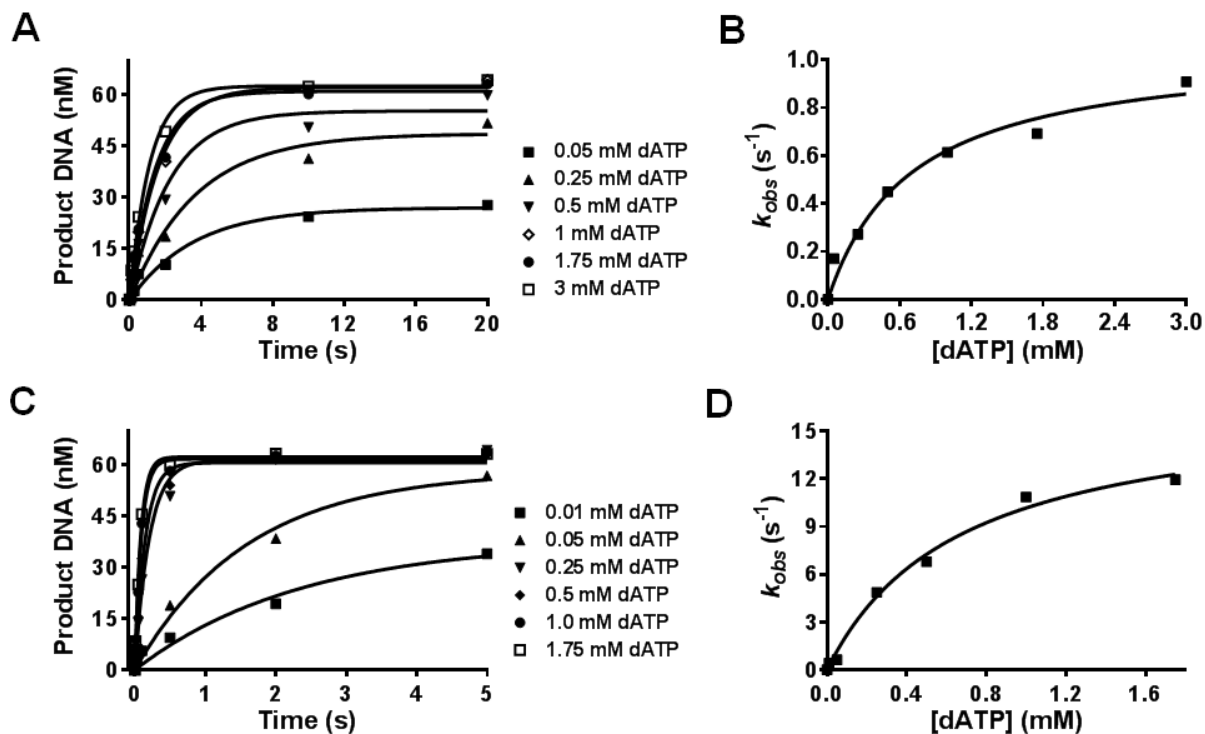 A
Product DNA (nM)
60
45
30
15
0
0 4 8 12 16 20
Time (s)
0.05 mM dATP
0.25 mM dATP
0.5 mM dATP
1 mM dATP
1.75 mM dATP
3 mM dATP
B
kobs (s-1)
1.0
0.8
0.6
0.4
0.2
0.0
0.0 0.6 1.2 1.8 2.4 3.0
[dATP] (mM)
C
Product DNA (nM)
60
45
30
15
0
0 1 2 3 4 5
Time (s)
0.01 mM dATP
0.05 mM dATP
0.25 mM dATP
0.5 mM dATP
1.0 mM dATP
1.75 mM dATP
D
kobs (s-1)
15
12
9
6
3
0
0.0 0.4 0.8 1.2 1.6
[dATP] (mM)